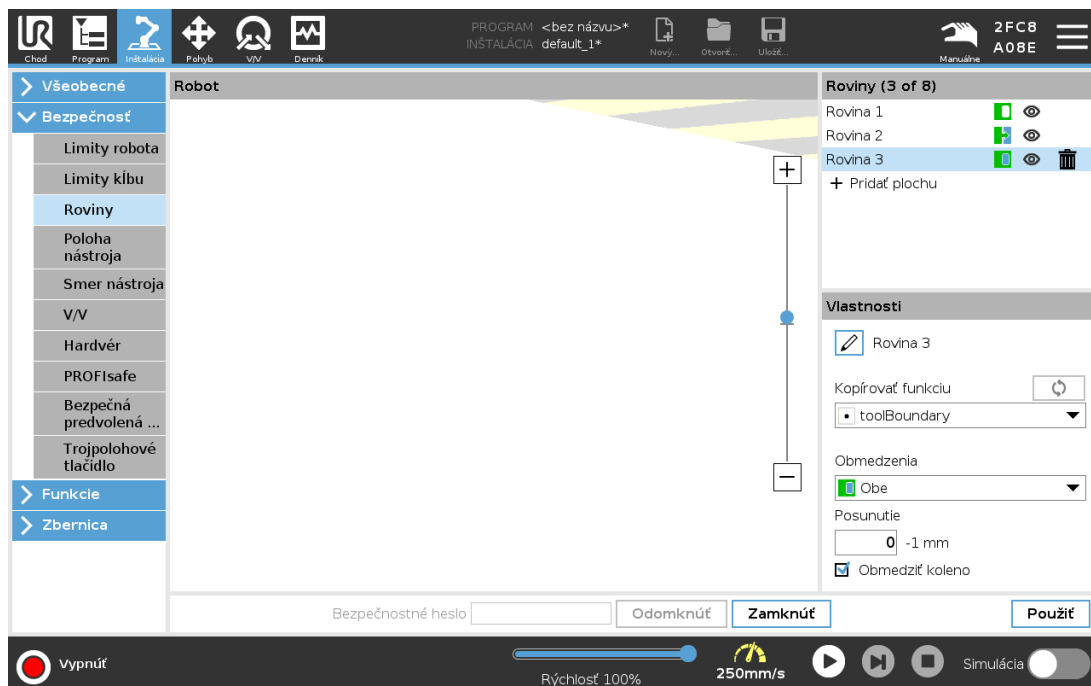 UR
Chod
Program
Inštalácia
Pohyb
V/V
Denník
PROGRAM <bez názvu>*
INŠTALÁCIA default_1*
Nový...
Otvoriť...
Uložiť...
Manuálne
2FC8
A08E
Všeobecné
Bezpečnosť
Limity robota
Limity kĺbu
Roviny
Poloha
nástroja
Smer nástroja
V/V
Hardvér
PROFIsafe
Bezpečná
predvolená ...
Trojpolohové
tlačidlo
Funkcie
Zbernica
Robot
Roviny (3 of 8)
Rovina 1
Rovina 2
Rovina 3
+ Pridať plochu
Vlastnosti
Rovina 3
Kopírovať funkciu
toolBoundary
Obmedzenia
Obe
Posunutie
0 -1 mm
Obmedziť koleno
Bezpečnostné heslo
Odomknúť
Zamknúť
Použiť
Vypnúť
Rýchlosť 100%
250mm/s
Simulácia